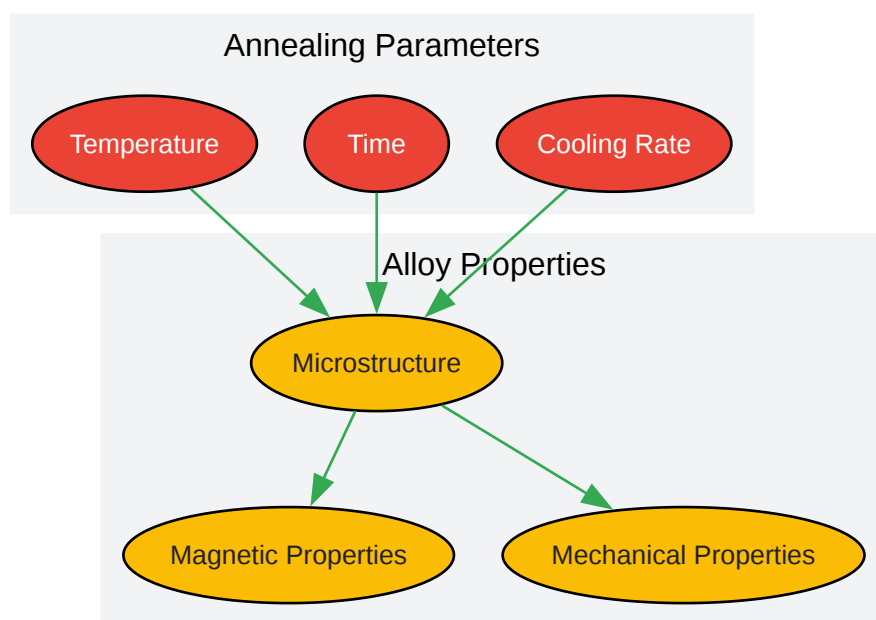 Annealing Parameters
Temperature
Time
Cooling Rate
Alloy Properties
Microstructure
Magnetic Properties
Mechanical Properties